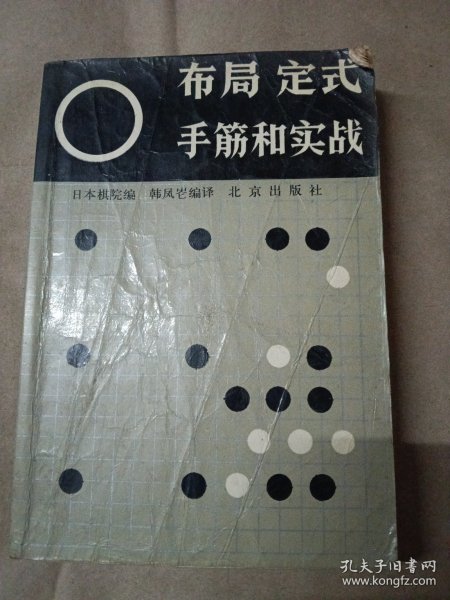 布局 定式
手筋和实战
日本棋院编 韩凤岜编译 北京出版社
孔夫子旧书网
www.kongfz.com